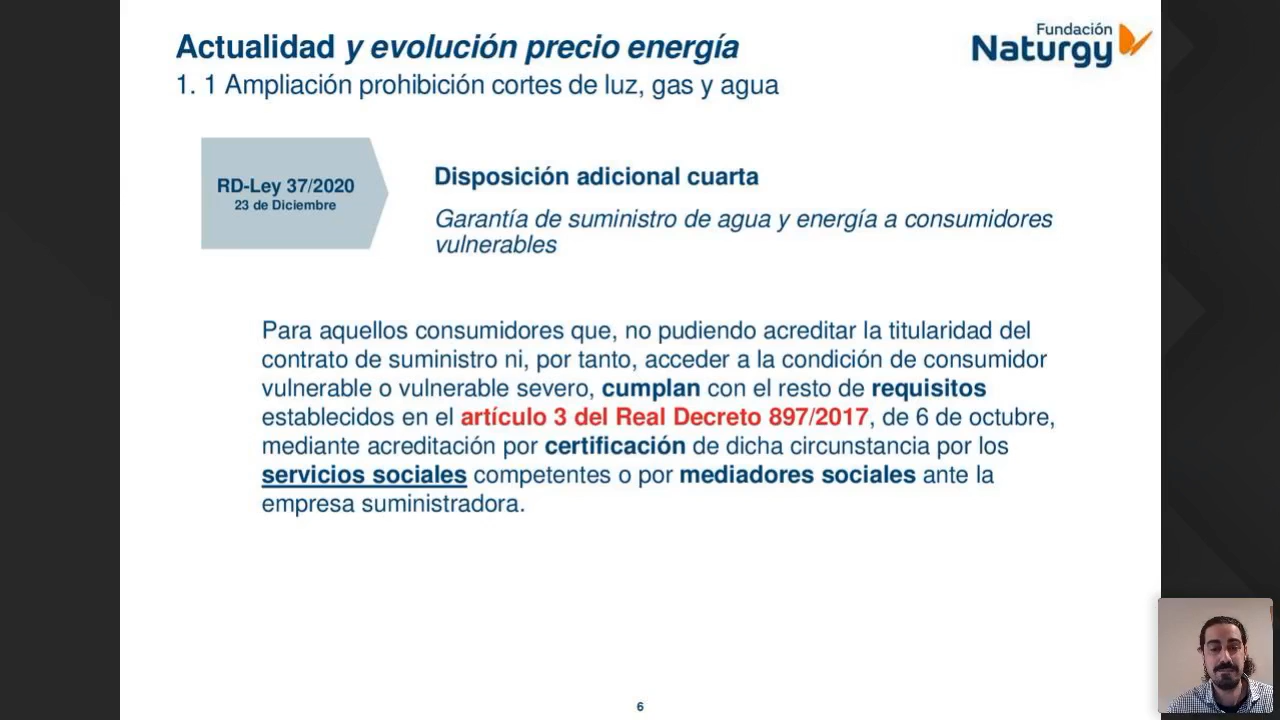 Actualidad y evolución precio energía
1. 1 Ampliación prohibición cortes de luz, gas y agua
Fundación
Naturgy
RD-Ley 37/2020
23 de Diciembre
Disposición adicional cuarta
Garantía de suministro de agua y energía a consumidores
vulnerables
Para aquellos consumidores que, no pudiendo acreditar la titularidad del
contrato de suministro ni, por tanto, acceder a la condición de consumidor
vulnerable o vulnerable severo, cumplan con el resto de requisitos
establecidos en el artículo 3 del Real Decreto 897/2017, de 6 de octubre,
mediante acreditación por certificación de dicha circunstancia por los
servicios sociales competentes o por mediadores sociales ante la
empresa suministradora.
6